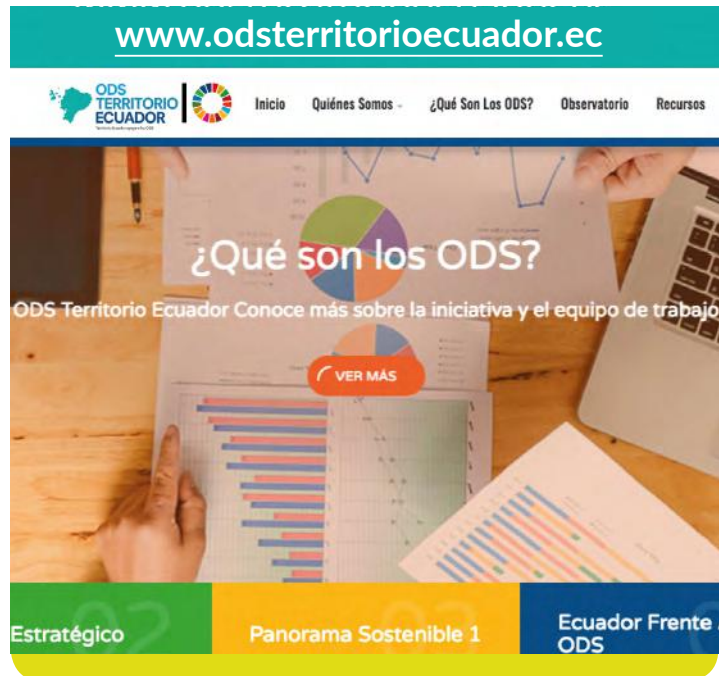 www.odsterritorioecuador.ec
ODS
TERRITORIO
ECUADOR
Inicio Quiénes Somos ¿Qué Son Los ODS? Observatorio Recursos
¿Qué son los ODS?
ODS Territorio Ecuador Conoce más sobre la iniciativa y el equipo de trabajo
VER MÁS
02 03
Estratégico Panorama Sostenible 1 Ecuador Frente
ODS